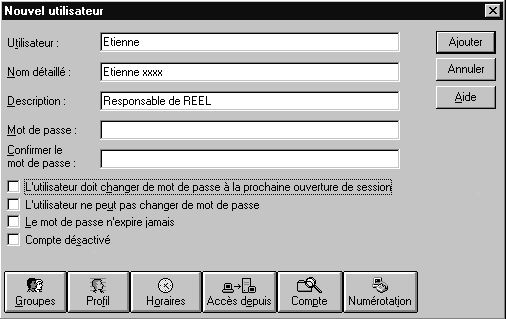 Nouvel utilisateur
Utilisateur : Etienne Ajouter
Nom détaillé : Etienne xxxx Annuler
Description : Responsable de REEL Aide
Mot de passe :
Confirmer le
mot de passe :
L'utilisateur doit changer de mot de passe à la prochaine ouverture de session
L'utilisateur ne peut pas changer de mot de passe
Le mot de passe n'expire jamais
Compte désactivé
Groupes Profil Horaires Accès depuis Compte Numérotation